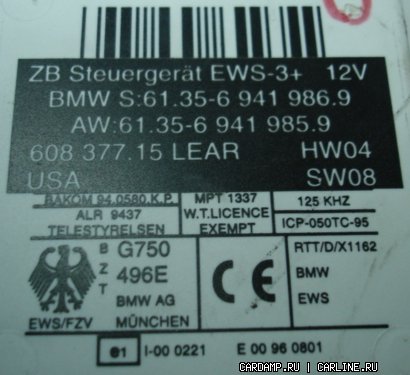 ZB Steuergerät EWS-3+ 12V
BMW S:61.35-6 941 986.9
AW:61.35-6 941 985.9
608 377.15 LEAR HW04
USA SW08
BAKOM 94.0580.K.P. MPT 1337 125 KHZ
ALR 9437 W.T.LICENCE ICP-050TC-95
TELESTYRELSEN EXEMPT
B G750 RTT/D/X1162
Z 496E BMW
T BMW AG EWS
EWS/FZV MÜNCHEN CE
e1 I-00 0221 E 00 96 0801
CARDAMP.RU | CARLINE.RU